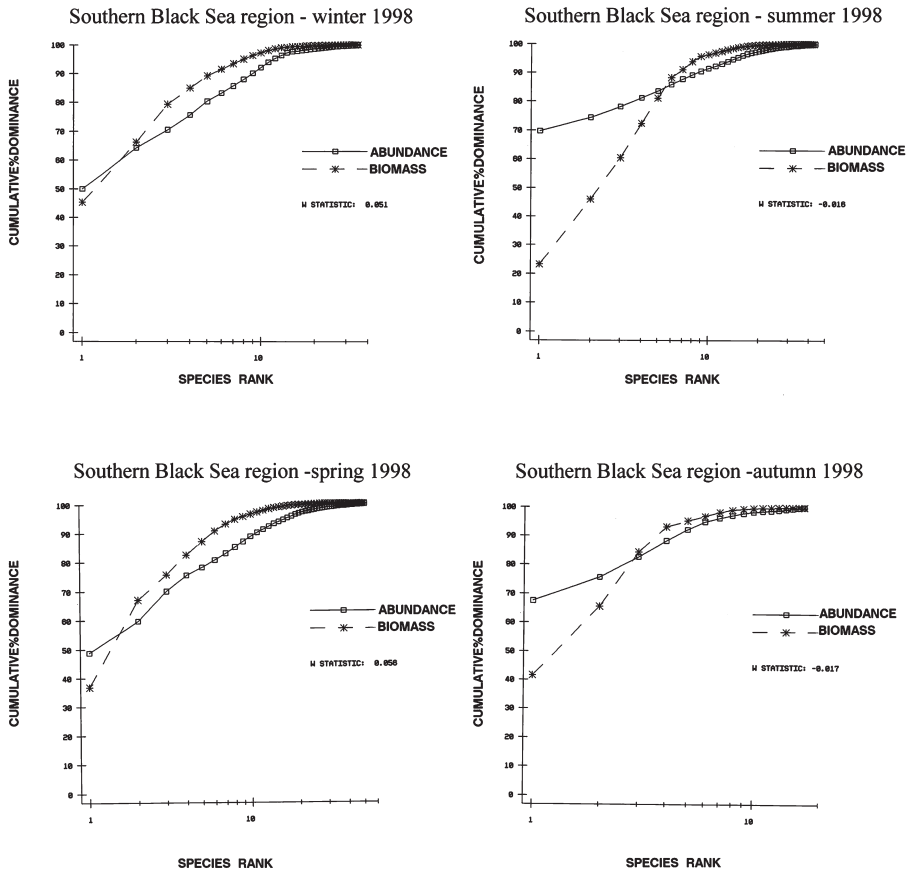 Southern Black Sea region - winter 1998
100
90
80
70
60
50
40
30
20
10
0
CUMULATIVE%DOMINANCE
ABUNDANCE
BIOMASS
W STATISTIC: 0.051
1 10
SPECIES RANK
Southern Black Sea region - summer 1998
100
90
80
70
60
50
40
30
20
10
0
CUMULATIVE%DOMINANCE
ABUNDANCE
BIOMASS
W STATISTIC: -0.016
1 10
SPECIES RANK
Southern Black Sea region -spring 1998
100
90
80
70
60
50
40
30
20
10
0
CUMULATIVE%DOMINANCE
ABUNDANCE
BIOMASS
W STATISTIC: 0.056
1 10
SPECIES RANK
Southern Black Sea region -autumn 1998
100
90
80
70
60
50
40
30
20
10
0
CUMULATIVE%DOMINANCE
ABUNDANCE
BIOMASS
W STATISTIC: -0.017
1 10
SPECIES RANK